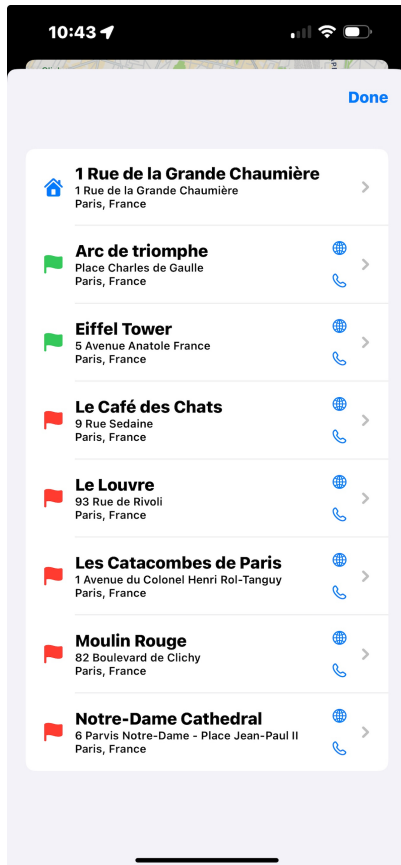 10:43
Done
1 Rue de la Grande Chaumière
1 Rue de la Grande Chaumière
Paris, France
Arc de triomphe
Place Charles de Gaulle
Paris, France
Eiffel Tower
5 Avenue Anatole France
Paris, France
Le Café des Chats
9 Rue Sedaine
Paris, France
Le Louvre
93 Rue de Rivoli
Paris, France
Les Catacombes de Paris
1 Avenue du Colonel Henri Rol-Tanguy
Paris, France
Moulin Rouge
82 Boulevard de Clichy
Paris, France
Notre-Dame Cathedral
6 Parvis Notre-Dame - Place Jean-Paul II
Paris, France